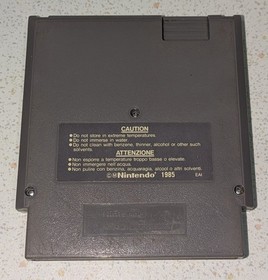 CAUTION
● Do not store in extreme temperatures.
● Do not immerse in water.
● Do not clean with benzene, thinner, alcohol or other such
solvents.
ATTENZIONE
● Non esporre a temperature troppo basse o elevate.
● Non immergere nell'acqua.
● Non pulire con benzina, acquaragia, alcool o altri solventi.
©® Nintendo® 1985 EAI